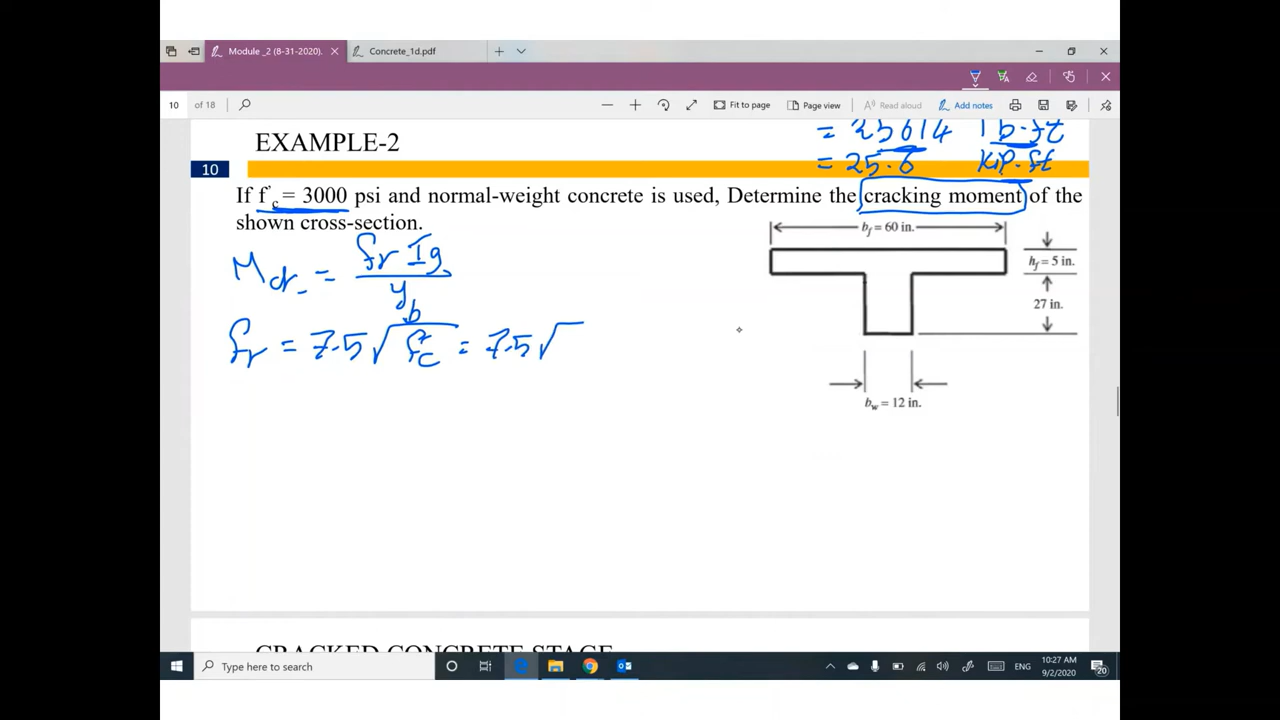 Module _2 (8-31-2020).
Concrete_1d.pdf
10 of 18
Fit to page
Page view
Read aloud
Add notes
= 25614 lb.ft
= 25.6 kip.ft
EXAMPLE-2
10
If f'c = 3000 psi and normal-weight concrete is used, Determine the cracking moment of the
shown cross-section.
bf = 60 in.
Mcr = fr Ig / yb
hf = 5 in.
27 in.
fr = 7.5 √f'c = 7.5 √
bw = 12 in.
CRACKED CONCRETE STAGE
Type here to search
ENG
10:27 AM
9/2/2020
20